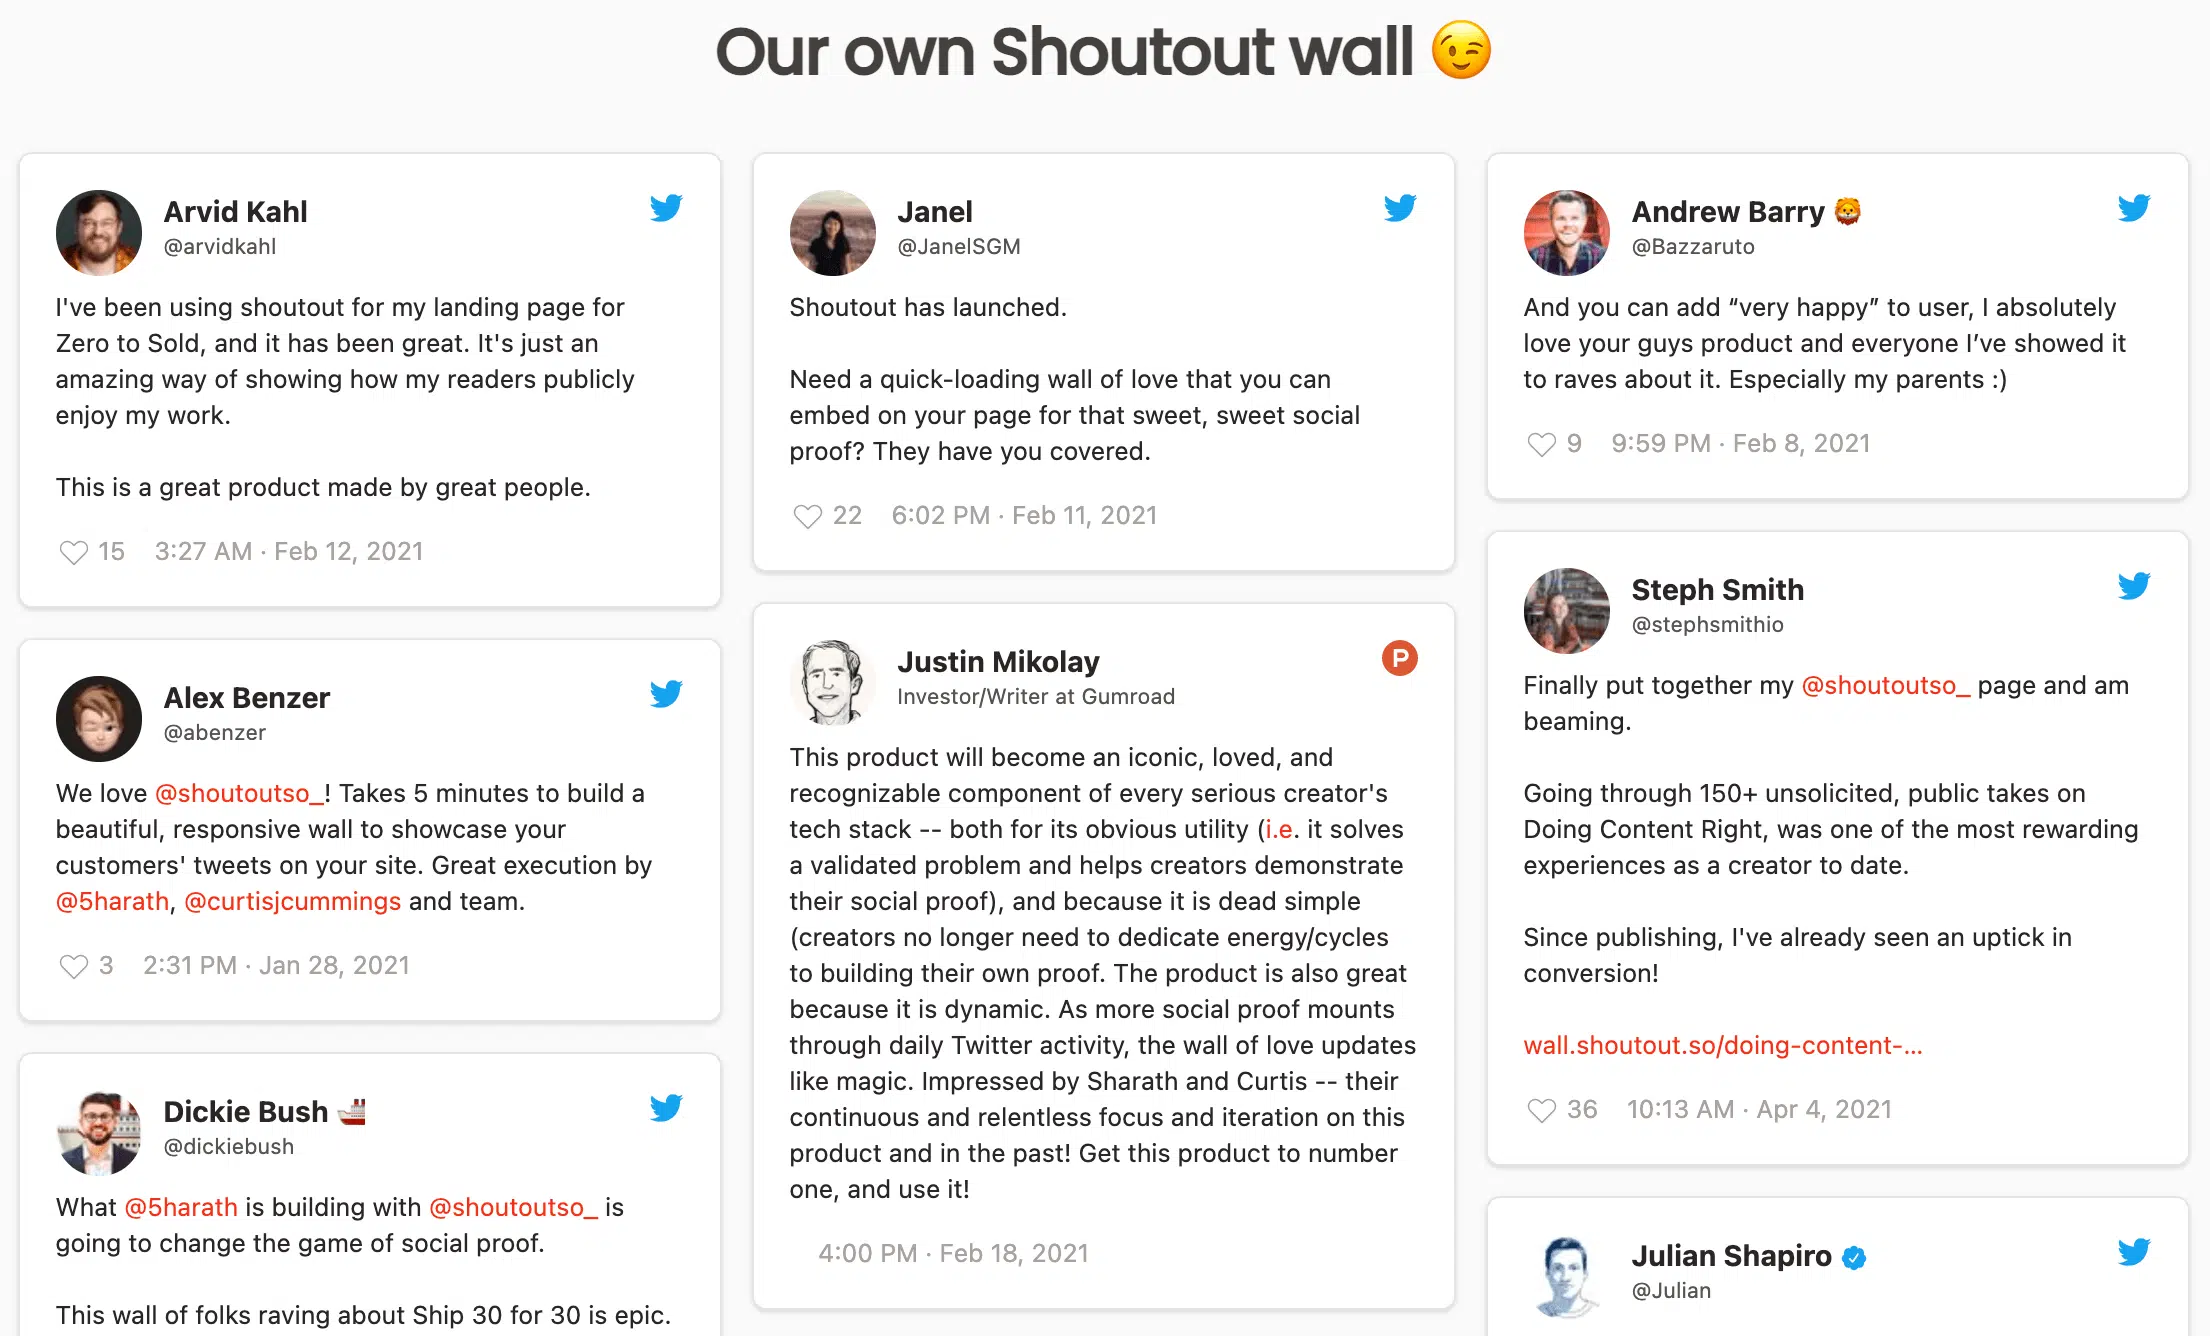 Our own Shoutout wall 😉
Arvid Kahl
@arvidkahl
I've been using shoutout for my landing page for
Zero to Sold, and it has been great. It's just an
amazing way of showing how my readers publicly
enjoy my work.
This is a great product made by great people.
15 3:27 AM · Feb 12, 2021
Alex Benzer
@abenzer
We love @shoutoutso_! Takes 5 minutes to build a
beautiful, responsive wall to showcase your
customers' tweets on your site. Great execution by
@5harath, @curtisjcummings and team.
3 2:31 PM · Jan 28, 2021
Dickie Bush 🚢
@dickiebush
What @5harath is building with @shoutoutso_ is
going to change the game of social proof.
This wall of folks raving about Ship 30 for 30 is epic.
Janel
@JanelSGM
Shoutout has launched.
Need a quick-loading wall of love that you can
embed on your page for that sweet, sweet social
proof? They have you covered.
22 6:02 PM · Feb 11, 2021
Justin Mikolay
Investor/Writer at Gumroad
P
This product will become an iconic, loved, and
recognizable component of every serious creator's
tech stack -- both for its obvious utility (i.e. it solves
a validated problem and helps creators demonstrate
their social proof), and because it is dead simple
(creators no longer need to dedicate energy/cycles
to building their own proof. The product is also great
because it is dynamic. As more social proof mounts
through daily Twitter activity, the wall of love updates
like magic. Impressed by Sharath and Curtis -- their
continuous and relentless focus and iteration on this
product and in the past! Get this product to number
one, and use it!
4:00 PM · Feb 18, 2021
Andrew Barry 🦁
@Bazzaruto
And you can add “very happy” to user, I absolutely
love your guys product and everyone I’ve showed it
to raves about it. Especially my parents :)
9 9:59 PM · Feb 8, 2021
Steph Smith
@stephsmithio
Finally put together my @shoutoutso_ page and am
beaming.
Going through 150+ unsolicited, public takes on
Doing Content Right, was one of the most rewarding
experiences as a creator to date.
Since publishing, I've already seen an uptick in
conversion!
wall.shoutout.so/doing-content-...
36 10:13 AM · Apr 4, 2021
Julian Shapiro
@Julian